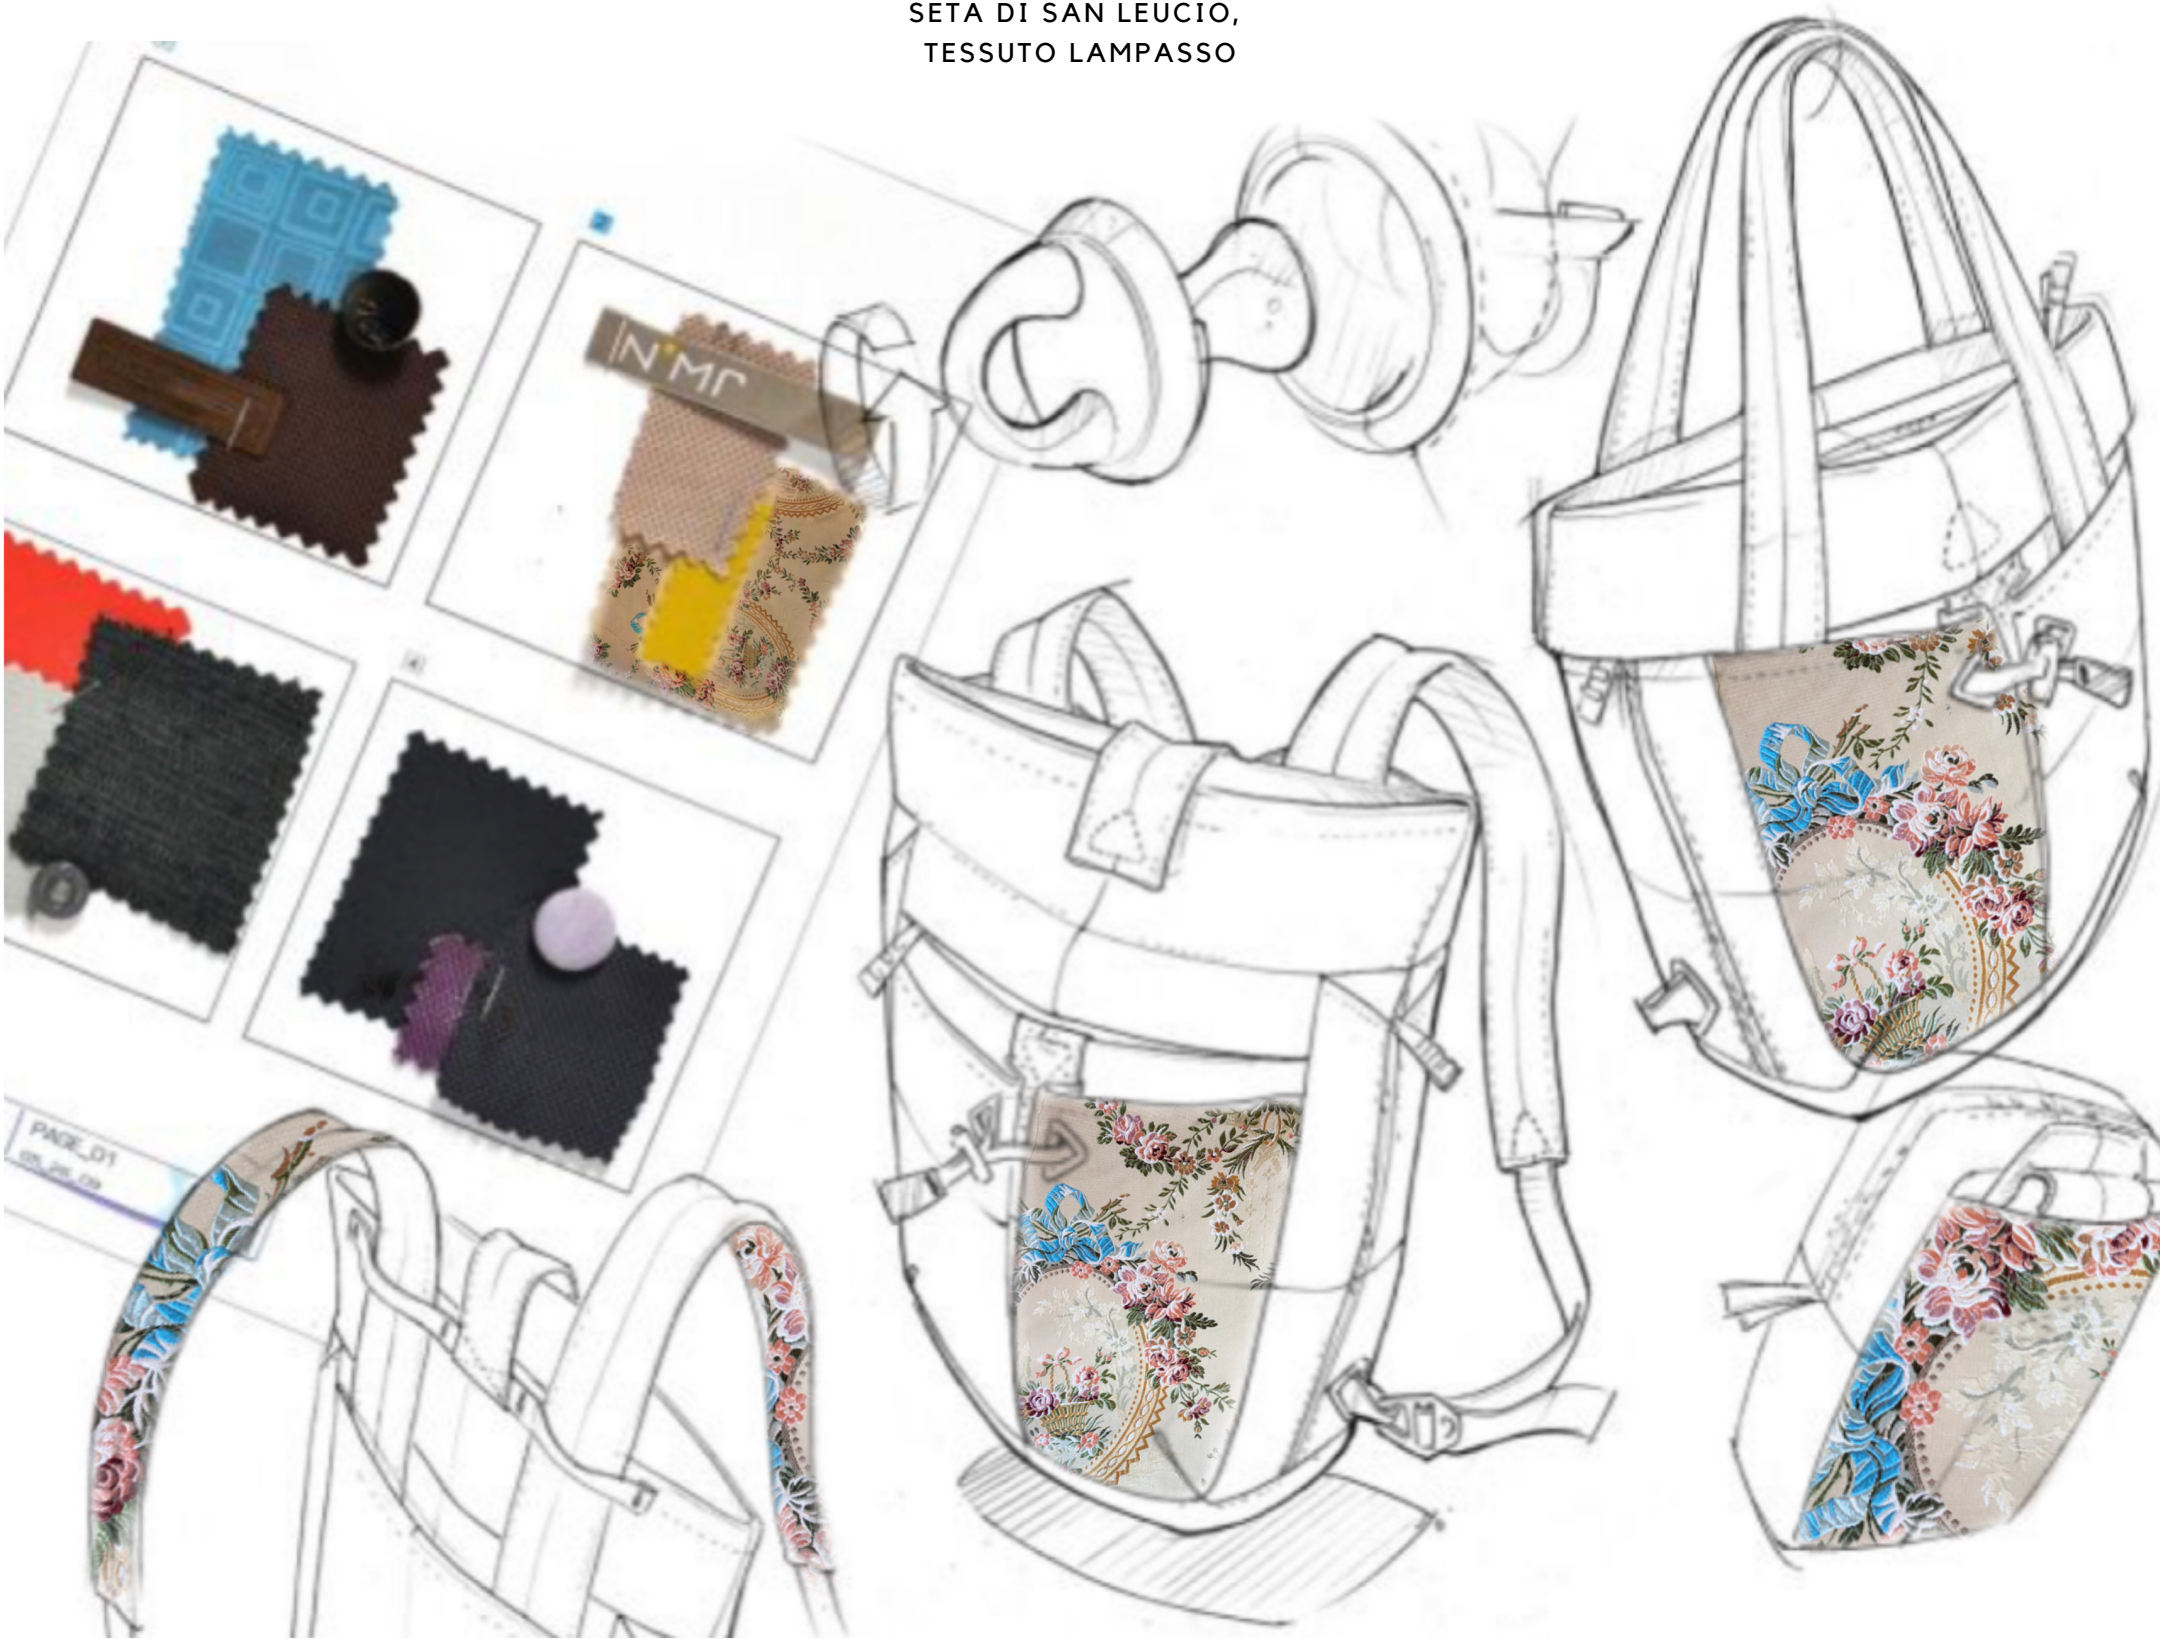 SETA DI SAN LEUCIO,
TESSUTO LAMPASSO
PAGE_01